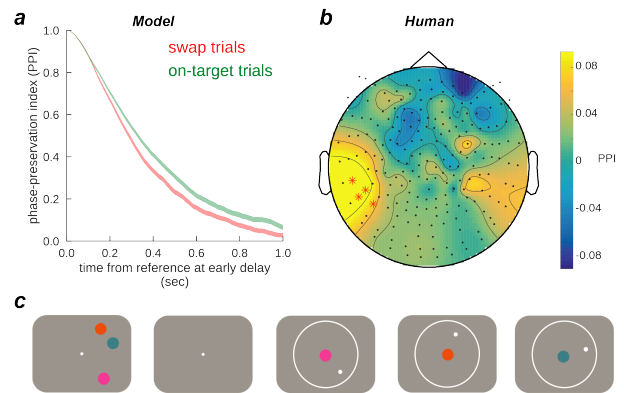 a
Model
b
Human
1.0
0.8
0.6
0.4
0.2
0.0
phase-preservation index (PPI)
swap trials
on-target trials
0.0
0.2
0.4
0.6
0.8
1.0
time from reference at early delay
(sec)
0.08
0.04
0
-0.04
-0.08
PPI
c